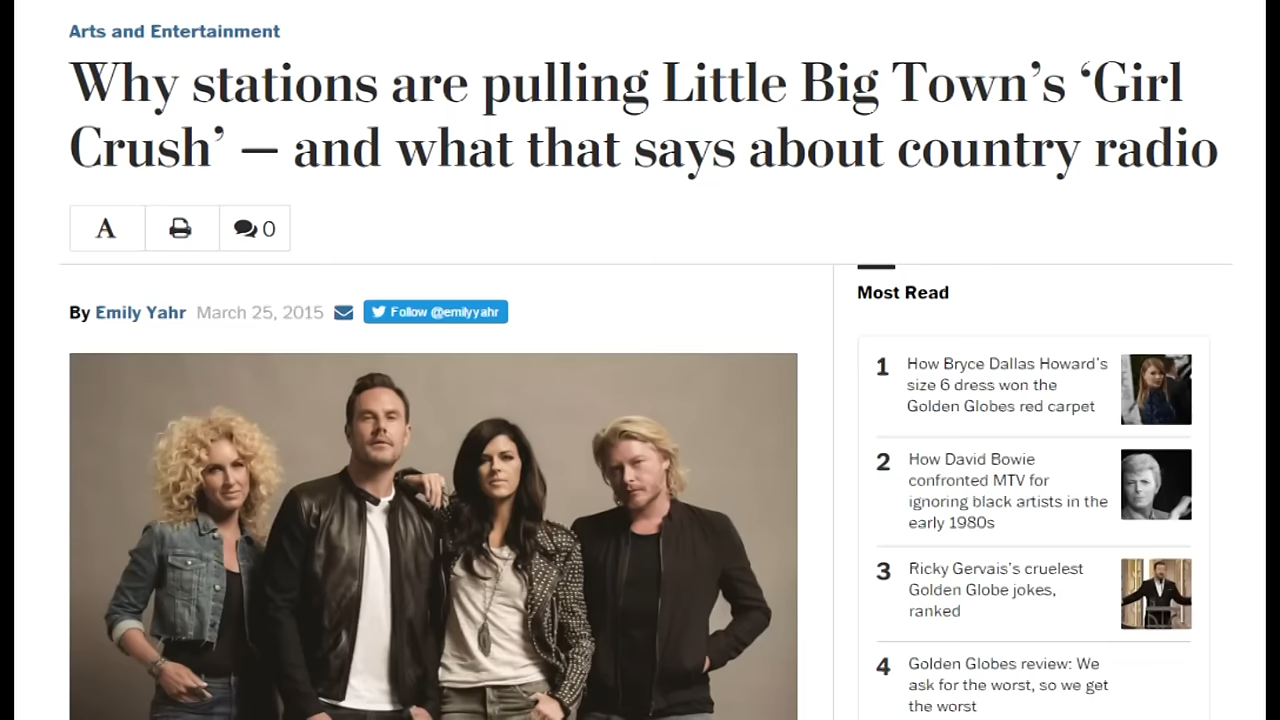 Arts and Entertainment
Why stations are pulling Little Big Town’s ‘Girl
Crush’ — and what that says about country radio
A
0
By Emily Yahr March 25, 2015 Follow @emilyyahr
Most Read
1 How Bryce Dallas Howard's
size 6 dress won the
Golden Globes red carpet
2 How David Bowie
confronted MTV for
ignoring black artists in the
early 1980s
3 Ricky Gervais's cruelest
Golden Globe jokes,
ranked
4 Golden Globes review: We
ask for the worst, so we get
the worst